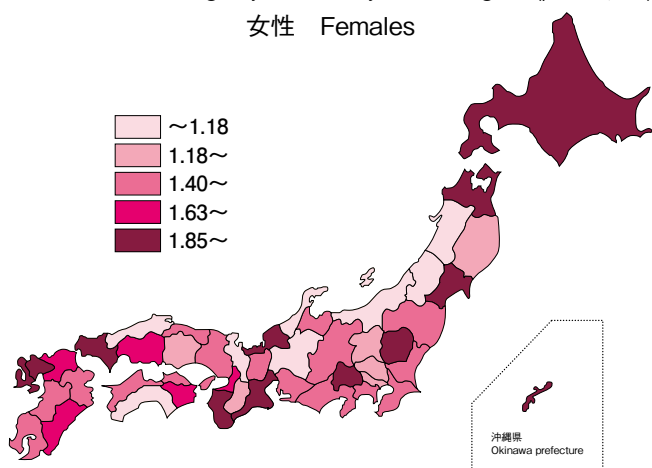 女性 Females
～1.18
1.18～
1.40～
1.63～
1.85～
沖縄県
Okinawa prefecture